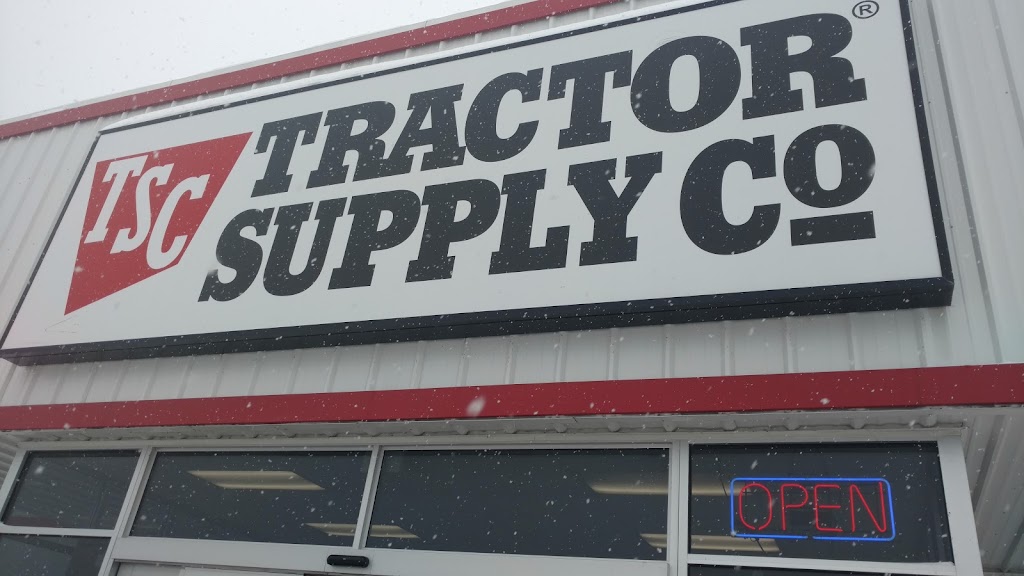 TSC
TRACTOR
SUPPLY CO
®
OPEN